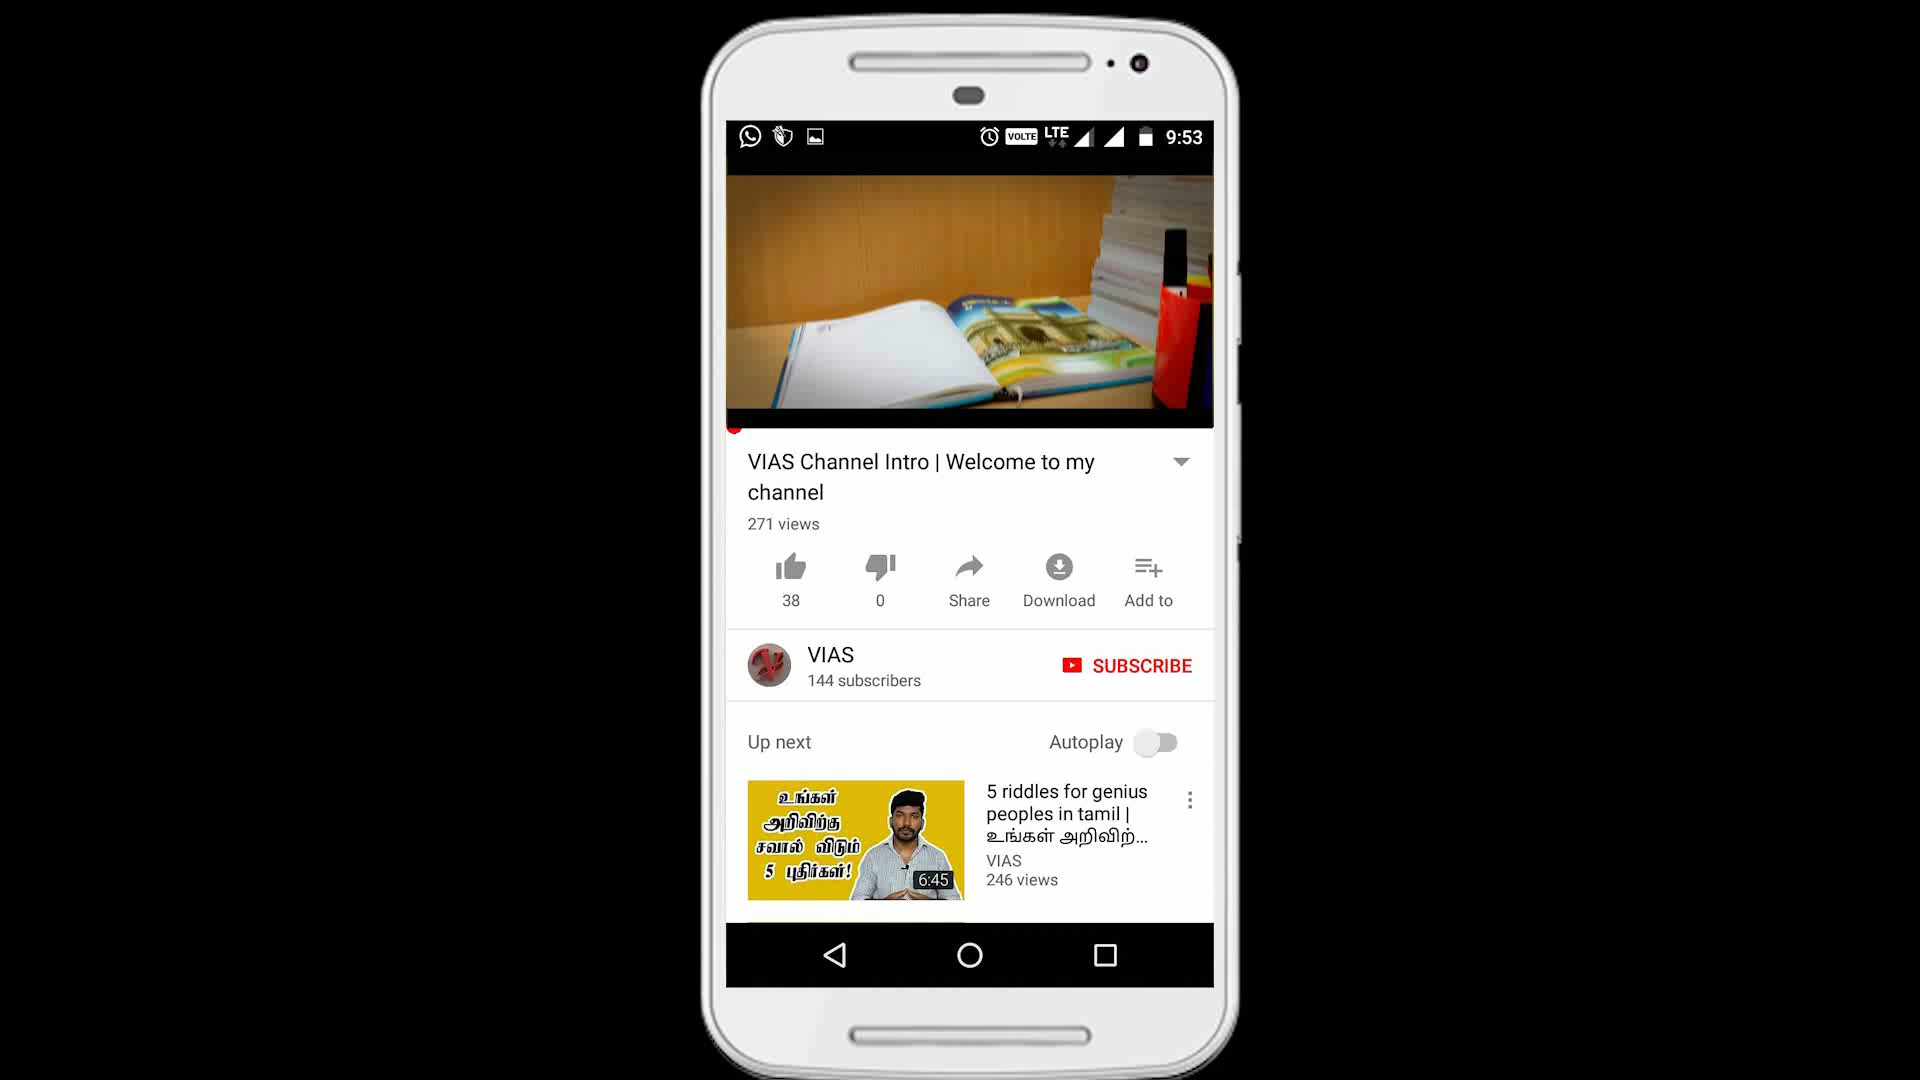 VOLTE LTE 9:53
VIAS Channel Intro | Welcome to my
channel
271 views
38 0 Share Download Add to
VIAS
144 subscribers
SUBSCRIBE
Up next Autoplay
உங்கள்
அறிவிற்கு
சவால் விடும்
5 புதிர்கள்!
6:45
5 riddles for genius
peoples in tamil |
உங்கள் அறிவிற்...
VIAS
246 views